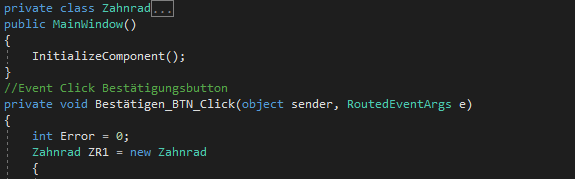 private class Zahnrad...
public MainWindow()
{
InitializeComponent();
}
//Event Click Bestätigungsbutton
private void Bestätigen_BTN_Click(object sender, RoutedEventArgs e)
{
int Error = 0;
Zahnrad ZR1 = new Zahnrad
{